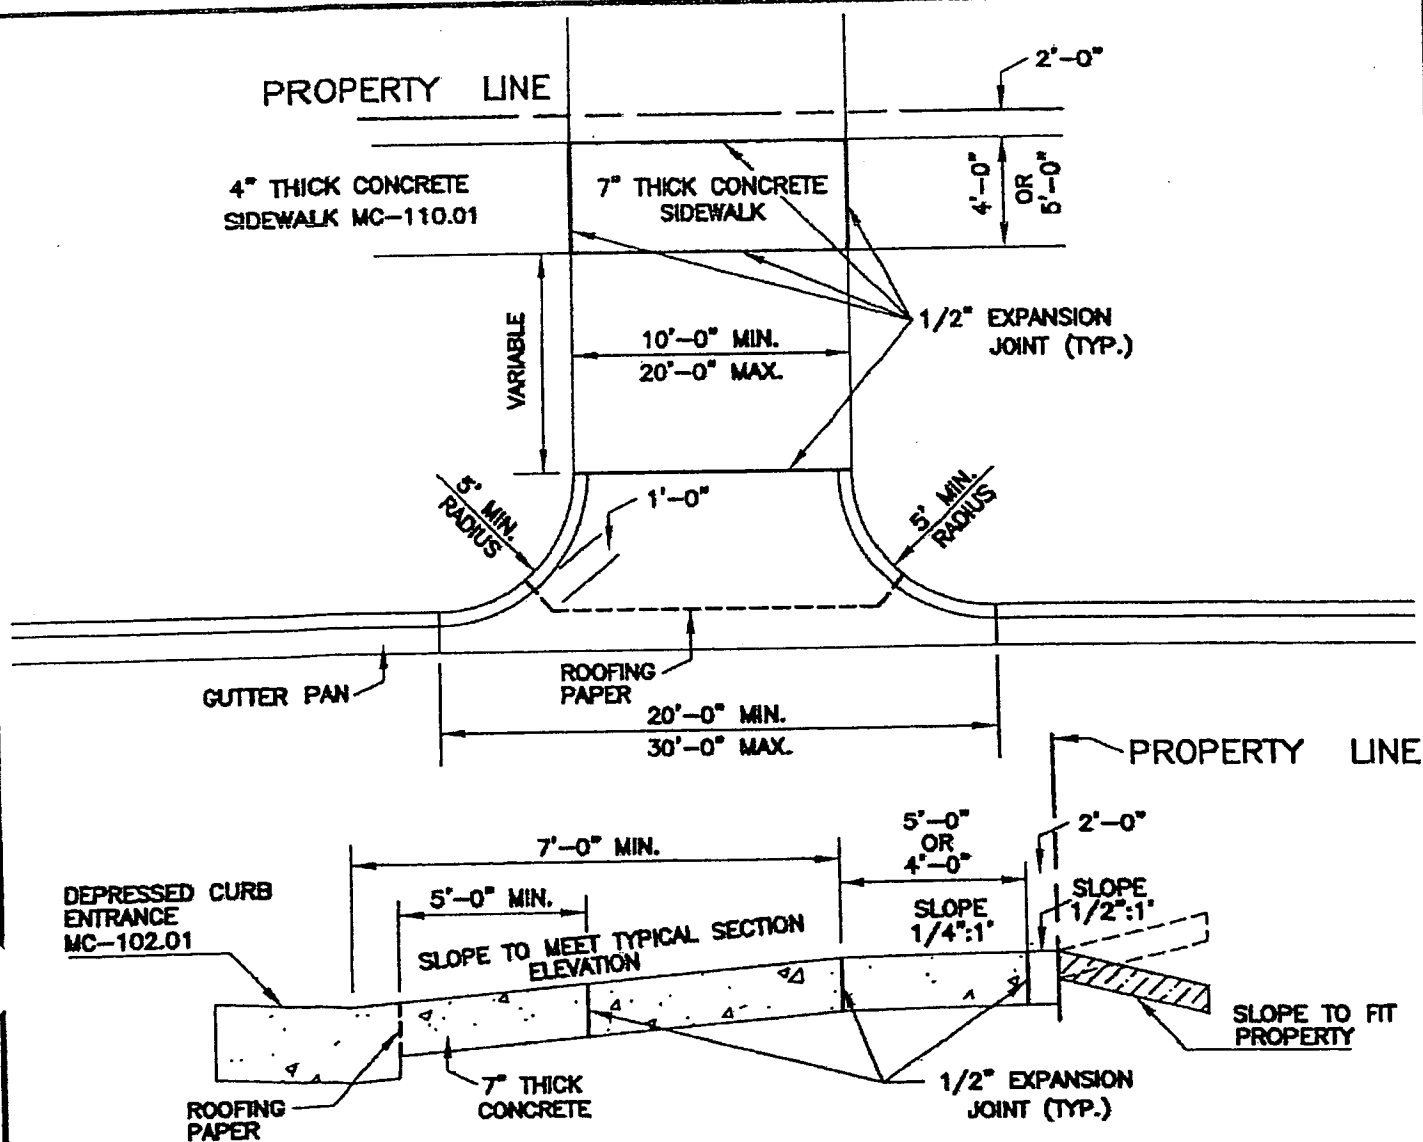 2'-0"
PROPERTY LINE
4" THICK CONCRETE
SIDEWALK MC-110.01
7" THICK CONCRETE
SIDEWALK
4'-0"
OR
5'-0"
1/2" EXPANSION
JOINT (TYP.)
VARIABLE
10'-0" MIN.
20'-0" MAX.
5' MIN.
RADIUS
1'-0"
5' MIN.
RADIUS
GUTTER PAN
ROOFING
PAPER
20'-0" MIN.
30'-0" MAX.
PROPERTY LINE
7'-0" MIN.
5'-0"
OR
4'-0"
2'-0"
DEPRESSED CURB
ENTRANCE
MC-102.01
5'-0" MIN.
SLOPE TO MEET TYPICAL SECTION
ELEVATION
SLOPE
1/4":1'
SLOPE
1/2":1'
SLOPE TO FIT
PROPERTY
ROOFING
PAPER
7" THICK
CONCRETE
1/2" EXPANSION
JOINT (TYP.)